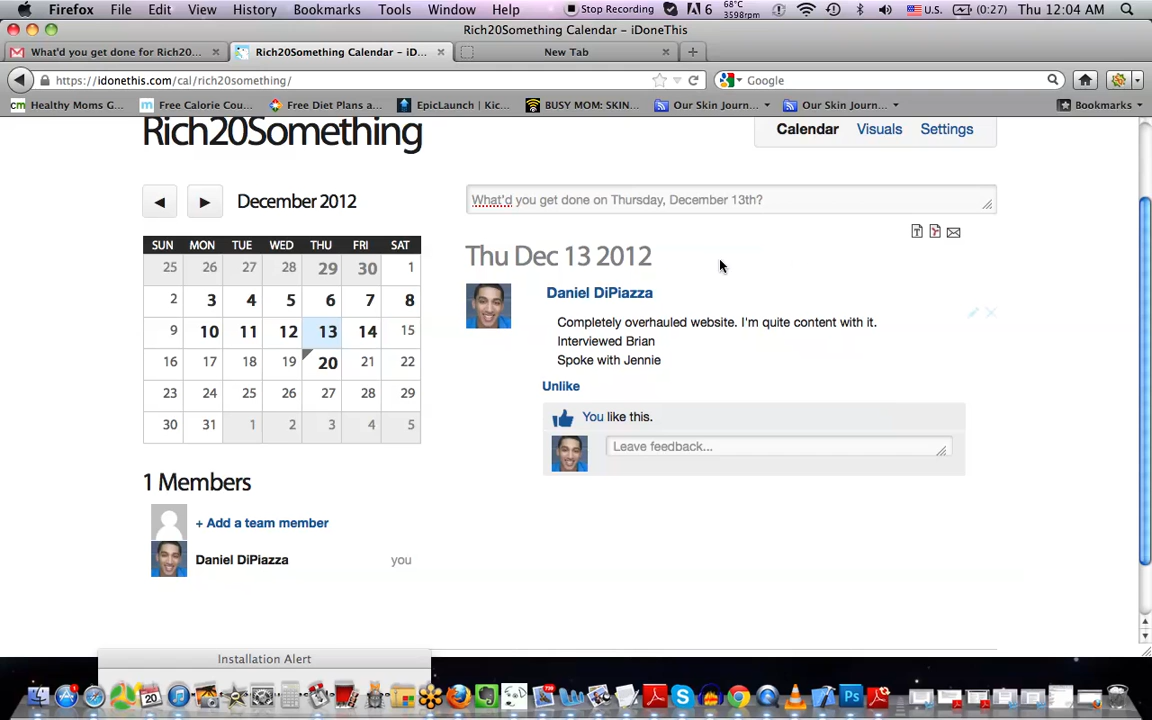 Firefox File Edit View History Bookmarks Tools Window Help Stop Recording 6 68°C 3598rpm U.S. (0:27) Thu 12:04 AM
Rich20Something Calendar – iDoneThis
What'd you get done for Rich20... Rich20Something Calendar – iD... New Tab
https://idonethis.com/cal/rich20something/ Google
cm Healthy Moms G... m Free Calorie Cou... Free Diet Plans a... EpicLaunch | Kic... BUSY MOM: SKIN... Our Skin Journ... Our Skin Journ... Bookmarks
Rich20Something Calendar Visuals Settings
December 2012
What'd you get done on Thursday, December 13th?
SUN MON TUE WED THU FRI SAT
25 26 27 28 29 30 1
2 3 4 5 6 7 8
9 10 11 12 13 14 15
16 17 18 19 20 21 22
23 24 25 26 27 28 29
30 31 1 2 3 4 5
Thu Dec 13 2012
Daniel DiPiazza
Completely overhauled website. I'm quite content with it.
Interviewed Brian
Spoke with Jennie
Unlike
You like this.
Leave feedback...
1 Members
+ Add a team member
Daniel DiPiazza you
Installation Alert
20
Ps